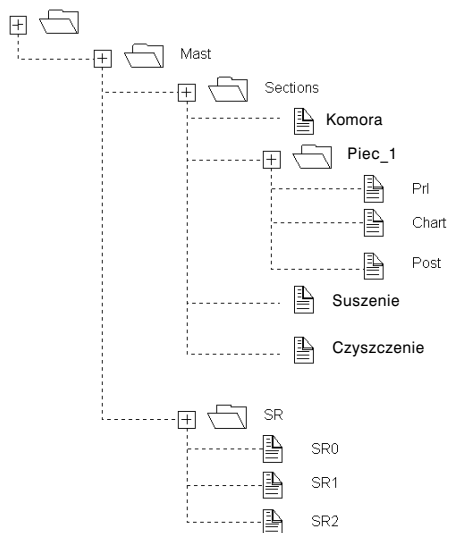 Mast
Sections
Komora
Piec_1
Prl
Chart
Post
Suszenie
Czyszczenie
SR
SR0
SR1
SR2